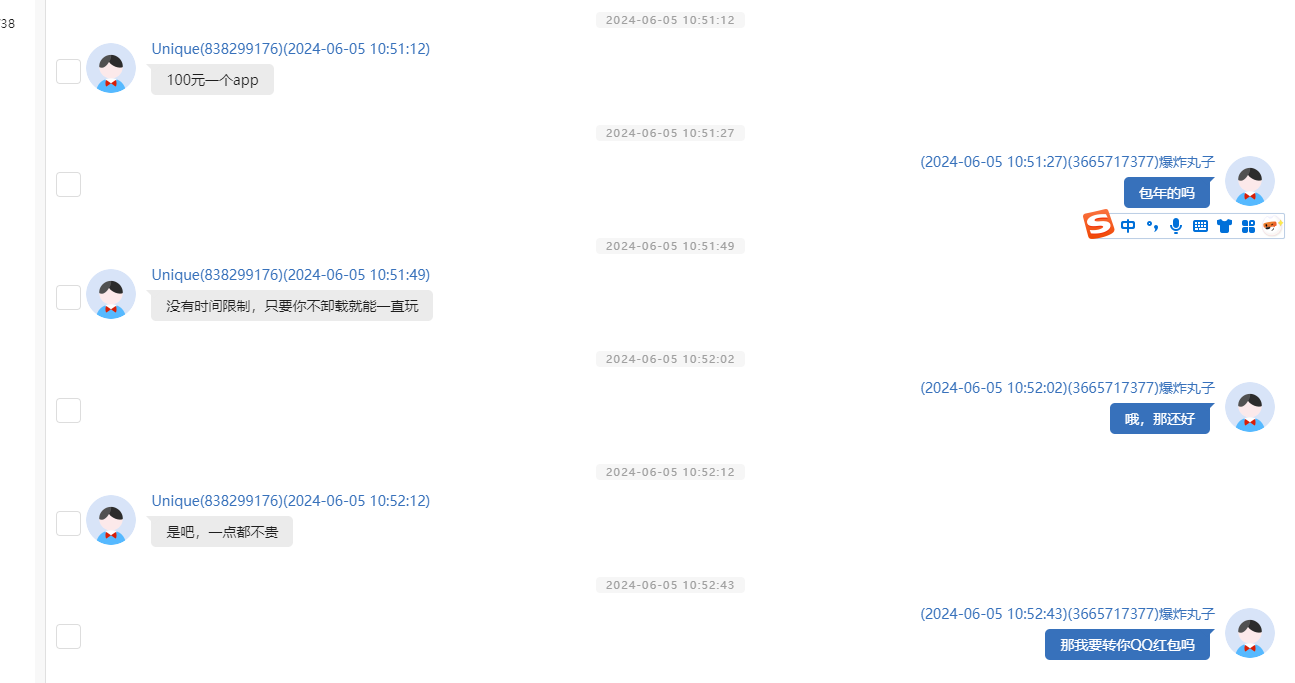 38
2024-06-05 10:51:12
Unique(838299176)(2024-06-05 10:51:12)
100元一个app
2024-06-05 10:51:27
(2024-06-05 10:51:27)(3665717377)爆炸丸子
包年的吗
中
2024-06-05 10:51:49
Unique(838299176)(2024-06-05 10:51:49)
没有时间限制，只要你不卸载就能一直玩
2024-06-05 10:52:02
(2024-06-05 10:52:02)(3665717377)爆炸丸子
哦，那还好
2024-06-05 10:52:12
Unique(838299176)(2024-06-05 10:52:12)
是吧，一点都不贵
2024-06-05 10:52:43
(2024-06-05 10:52:43)(3665717377)爆炸丸子
那我要转你QQ红包吗